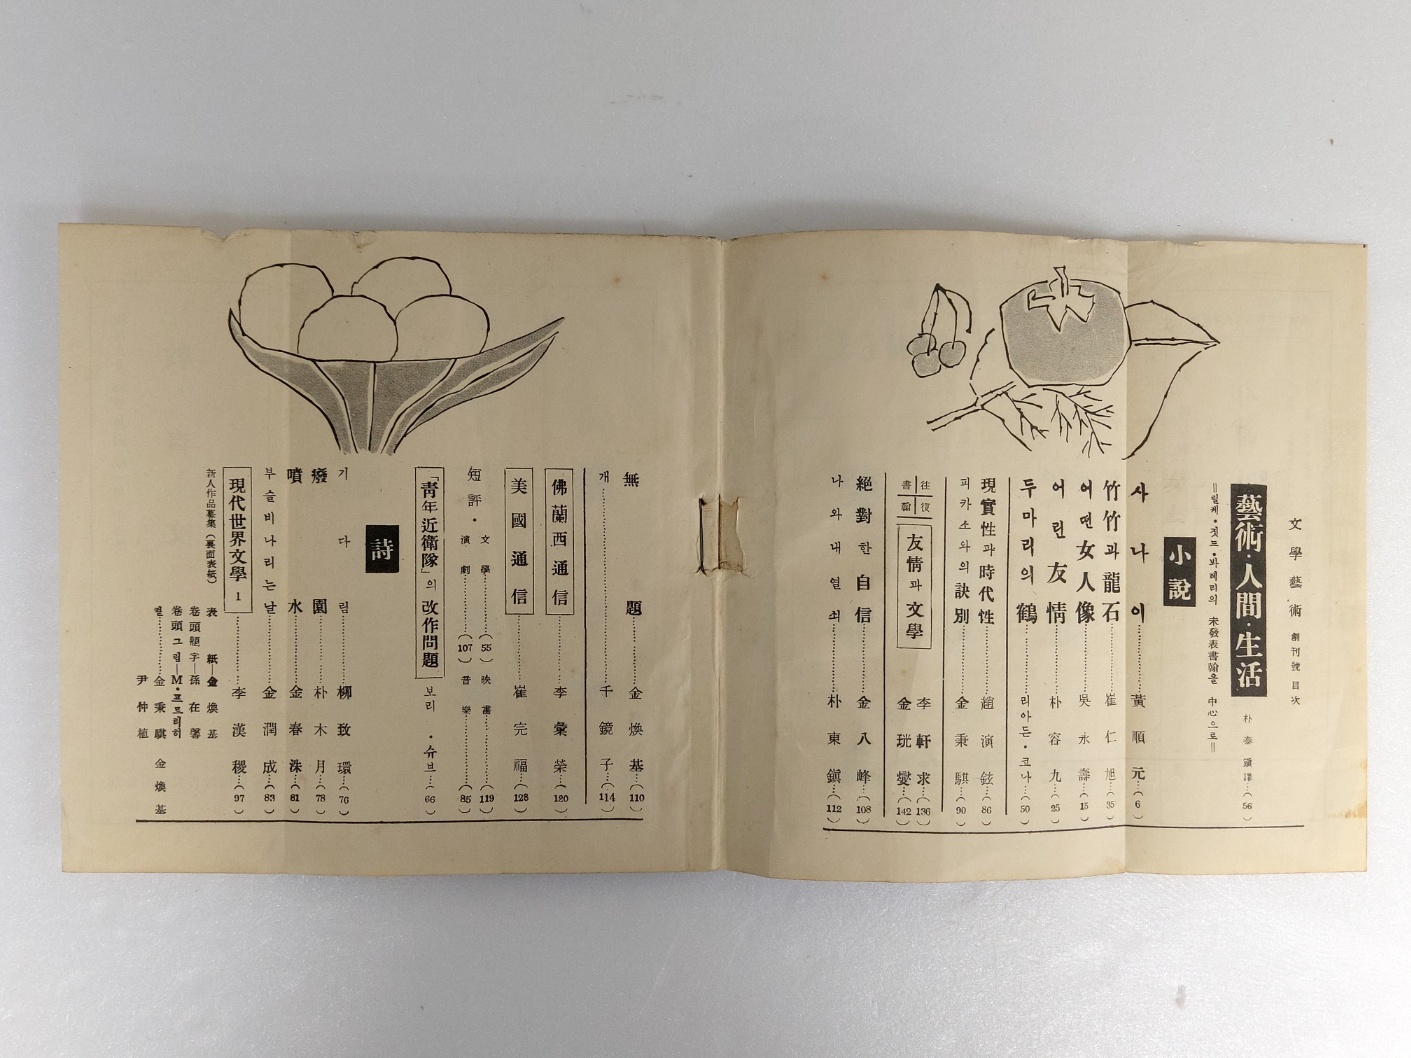 文學藝術 創刊號 目次
藝術·人間·生活
朴泰鎭譯…(56)
=릴케·짓드·봐레리의 未發表書翰을 中心으로=
小說
사나이……黃順元…(6)
竹竹과 龍石……崔仁旭…(35)
어떤 女人像……吳永壽…(15)
어린 友情……朴容九…(25)
두마리의 鶴……리아든·코나…(50)
現實性과 時代性……趙演鉉…(86)
피카소와의 訣別……金秉騏…(90)
往復書翰
友情과 文學
李軒求…(136)
金珖燮…(142)
絕對한 自信……金八峰…(108)
나와 내 열쇠……朴東鎭…(112)
無題……金煥基…(110)
개……千鏡子…(114)
佛蘭西通信……李彙榮…(120)
美國通信……崔完福…(128)
短評·
文學……(55) 映畫……(119)
演劇……(107) 音樂……(85)
「靑年近衛隊」의 改作問題 보리·슈브…(66)
詩
기다림……柳致環…(76)
癈園……朴木月…(78)
噴水……金春洙…(81)
부슬비 나리는 날……金潤成…(83)
現代世界文學 1……李漢稷…(97)
新人作品募集(裏面表紙)
表紙—金煥基
卷頭題字—孫在馨
卷頭그림—M·프트리히
컽……金秉騏 金煥基
尹仲植